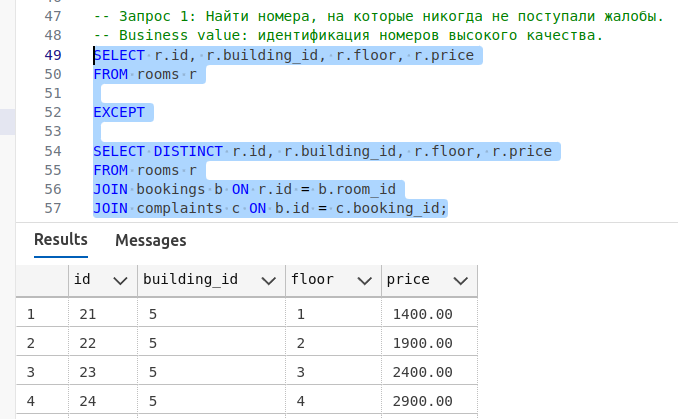 47 -- Запрос 1: Найти номера, на которые никогда не поступали жалобы.
48 -- Business value: идентификация номеров высокого качества.
49 SELECT r.id, r.building_id, r.floor, r.price
50 FROM rooms r
51
52 EXCEPT
53
54 SELECT DISTINCT r.id, r.building_id, r.floor, r.price
55 FROM rooms r
56 JOIN bookings b ON r.id = b.room_id
57 JOIN complaints c ON b.id = c.booking_id;
Results Messages
id building_id floor price
1 21 5 1 1400.00
2 22 5 2 1900.00
3 23 5 3 2400.00
4 24 5 4 2900.00